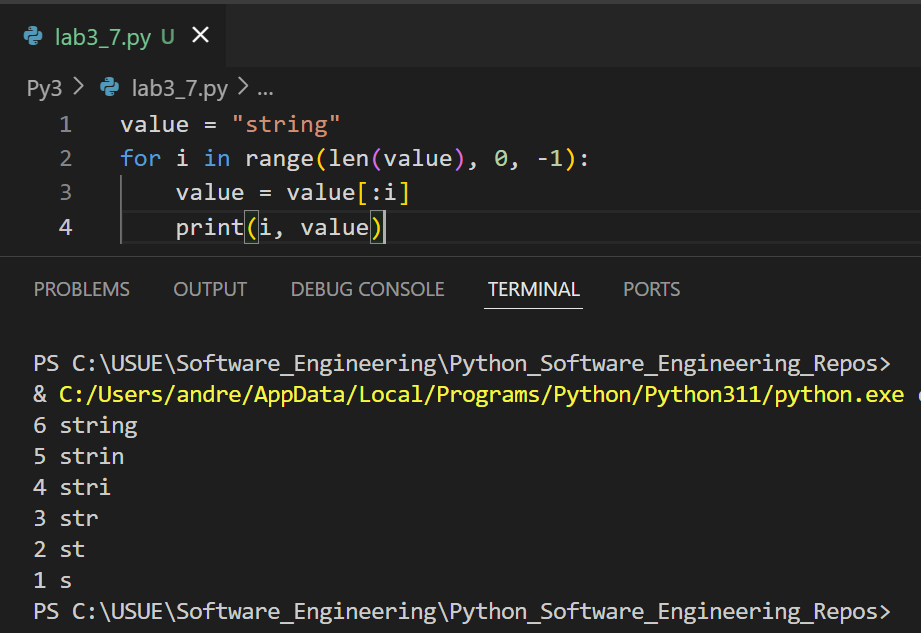 lab3_7.py U
Py3 > lab3_7.py > ...
1 value = "string"
2 for i in range(len(value), 0, -1):
3     value = value[:i]
4     print(i, value)
PROBLEMS OUTPUT DEBUG CONSOLE TERMINAL PORTS
PS C:\USUE\Software_Engineering\Python_Software_Engineering_Repos>
& C:/Users/andre/AppData/Local/Programs/Python/Python311/python.exe
6 string
5 strin
4 stri
3 str
2 st
1 s
PS C:\USUE\Software_Engineering\Python_Software_Engineering_Repos>